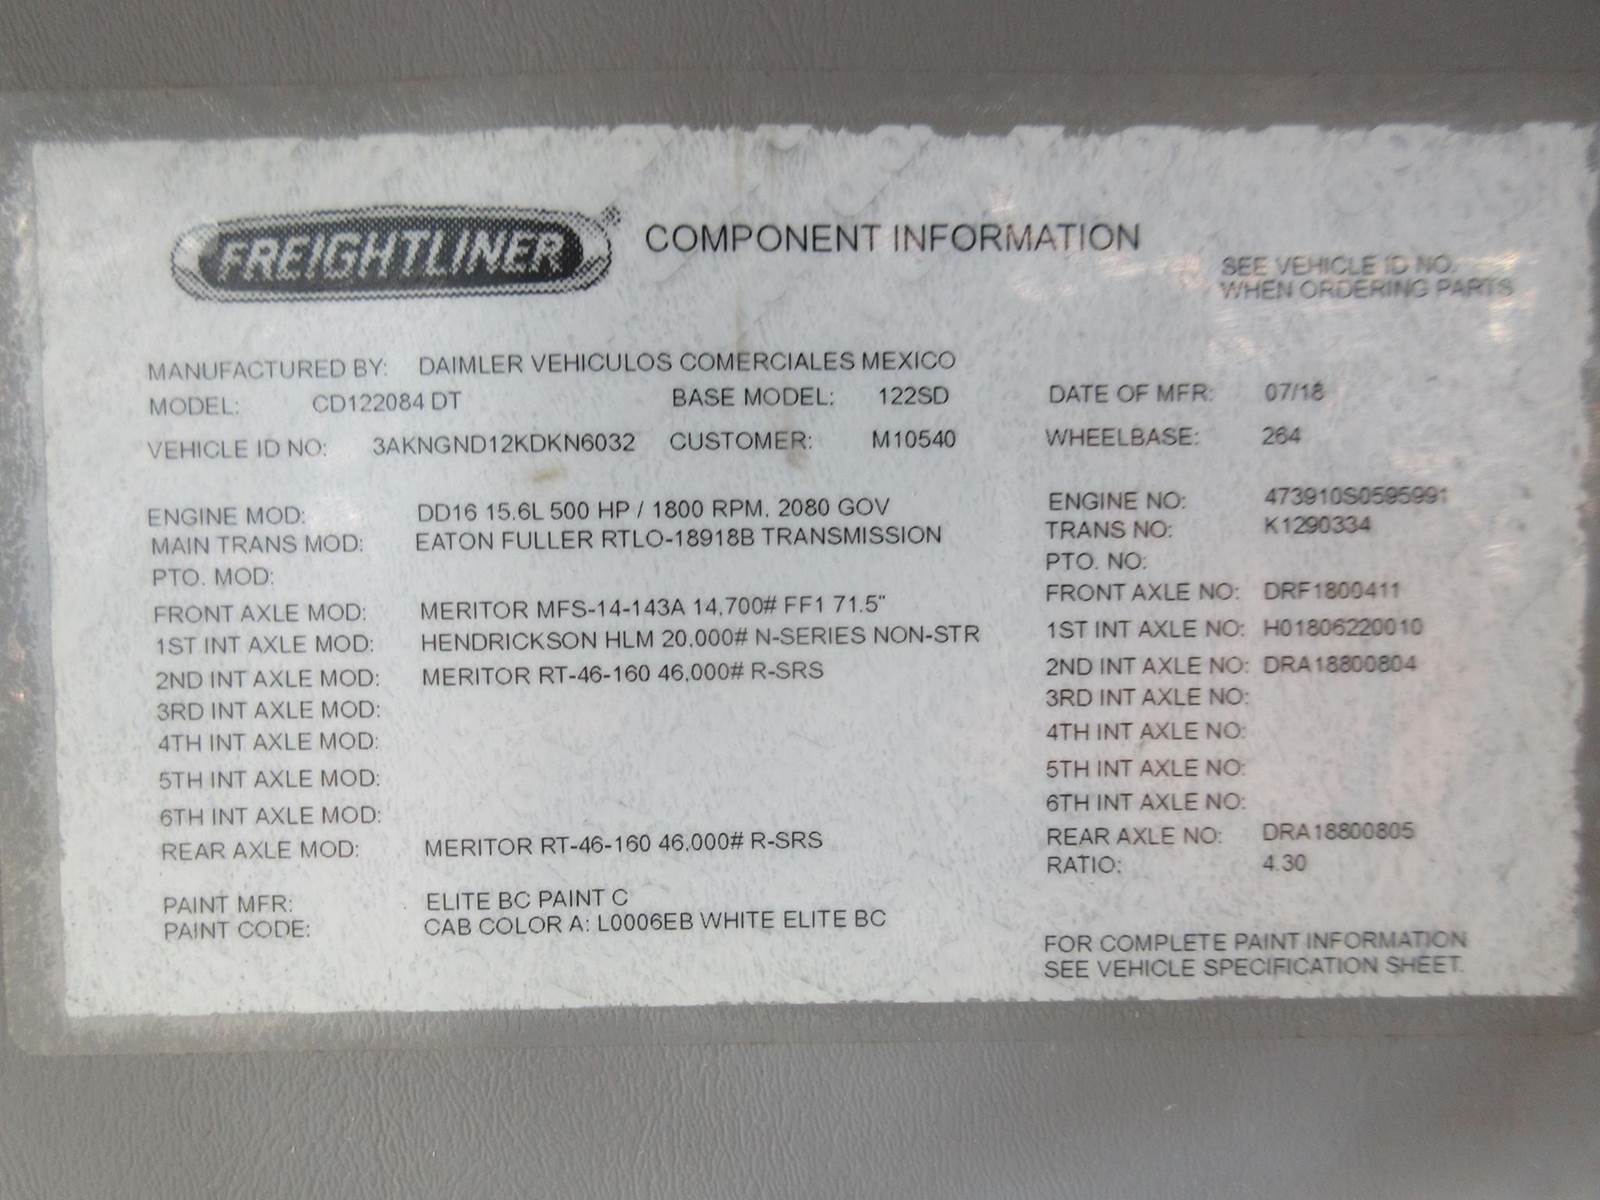 FREIGHTLINER COMPONENT INFORMATION
SEE VEHICLE ID NO.
WHEN ORDERING PARTS
MANUFACTURED BY: DAIMLER VEHICULOS COMERCIALES MEXICO
MODEL: CD122084 DT BASE MODEL: 122SD DATE OF MFR: 07/18
VEHICLE ID NO: 3AKNGND12KDKN6032 CUSTOMER: M10540 WHEELBASE: 264
ENGINE MOD: DD16 15.6L 500 HP / 1800 RPM, 2080 GOV ENGINE NO: 473910S0595991
MAIN TRANS MOD: EATON FULLER RTLO-18918B TRANSMISSION TRANS NO: K1290334
PTO. MOD: PTO. NO:
FRONT AXLE MOD: MERITOR MFS-14-143A 14,700# FF1 71.5" FRONT AXLE NO: DRF1800411
1ST INT AXLE MOD: HENDRICKSON HLM 20,000# N-SERIES NON-STR 1ST INT AXLE NO: H01806220010
2ND INT AXLE MOD: MERITOR RT-46-160 46,000# R-SRS 2ND INT AXLE NO: DRA18800804
3RD INT AXLE MOD: 3RD INT AXLE NO:
4TH INT AXLE MOD: 4TH INT AXLE NO:
5TH INT AXLE MOD: 5TH INT AXLE NO:
6TH INT AXLE MOD: 6TH INT AXLE NO:
REAR AXLE MOD: MERITOR RT-46-160 46,000# R-SRS REAR AXLE NO: DRA18800805
RATIO: 4.30
PAINT MFR: ELITE BC PAINT C
PAINT CODE: CAB COLOR A: L0006EB WHITE ELITE BC
FOR COMPLETE PAINT INFORMATION
SEE VEHICLE SPECIFICATION SHEET.